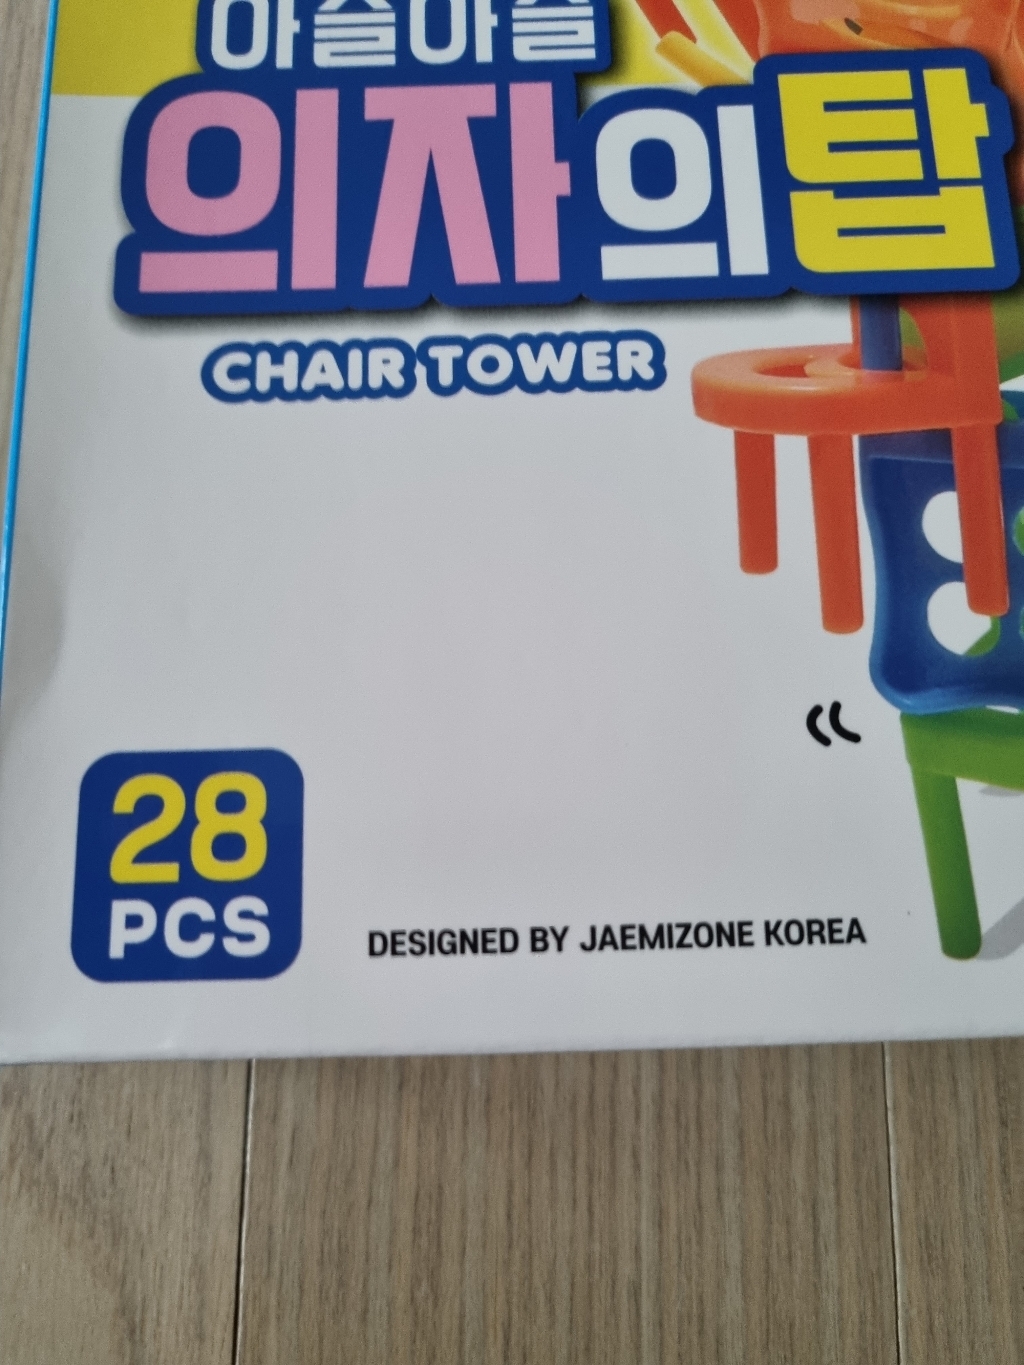 아슬아슬
의자의탑
CHAIR TOWER
28
PCS
DESIGNED BY JAEMIZONE KOREA